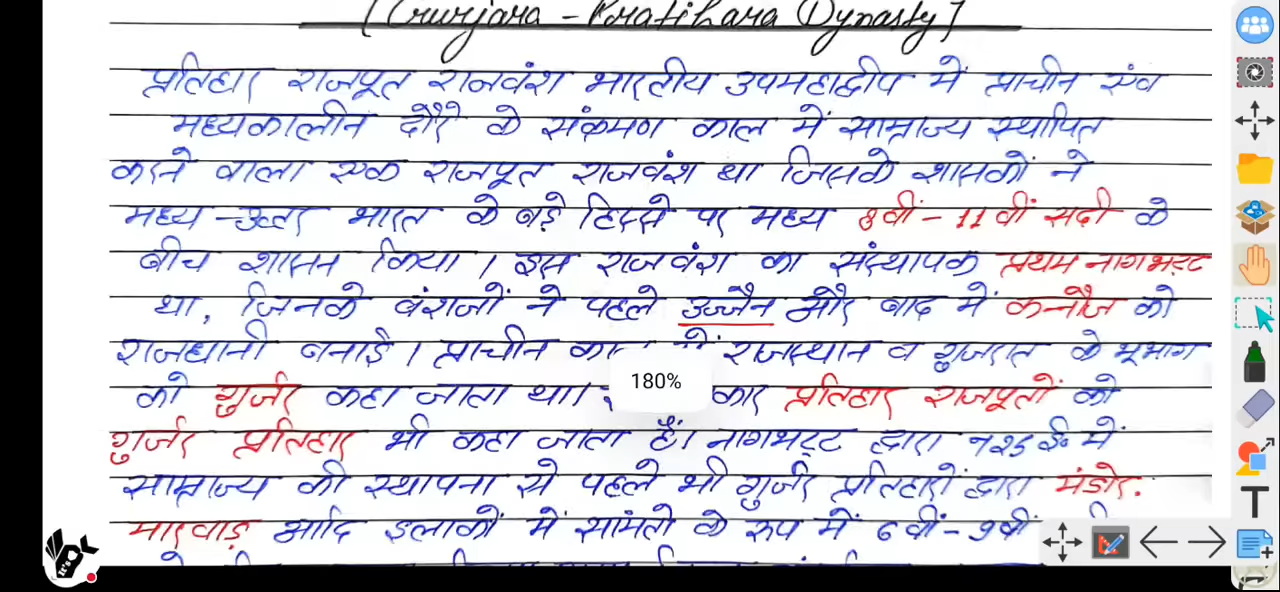 [Gurjara - Pratihara Dynasty]
प्रतिहार राजपूत राजवंश भारतीय उपमहाद्वीप में प्राचीन एंव
मध्यकालीन दौर के संक्रमण काल में साम्राज्य स्थापित
करने वाला एक राजपूत राजवंश था जिसके शासकों ने
मध्य-उत्तर भारत के बड़े हिस्से पर मध्य 8वीं-11वीं सदी के
बीच शासन किया। इस राजवंश का संस्थापक प्रथम नागभट्ट
था, जिनके वंशजों ने पहले उज्जैन और बाद में कन्नौज को
राजधानी बनाई। प्राचीन में राजस्थान व गुजरात के भूभाग
को गुर्जर कहा जाता था। प्रतिहार राजपूतों को
180%
गुर्जर प्रतिहार भी कहा जाता हैं। नागभट्ट द्वारा 725 ई० में
साम्राज्य की स्थापना से पहले भी गुर्जर प्रतिहारों द्वारा मंडोर.
मारवाड़ आदि इलाकों में सामंतो के रुप में 6वीं-9वीं
T